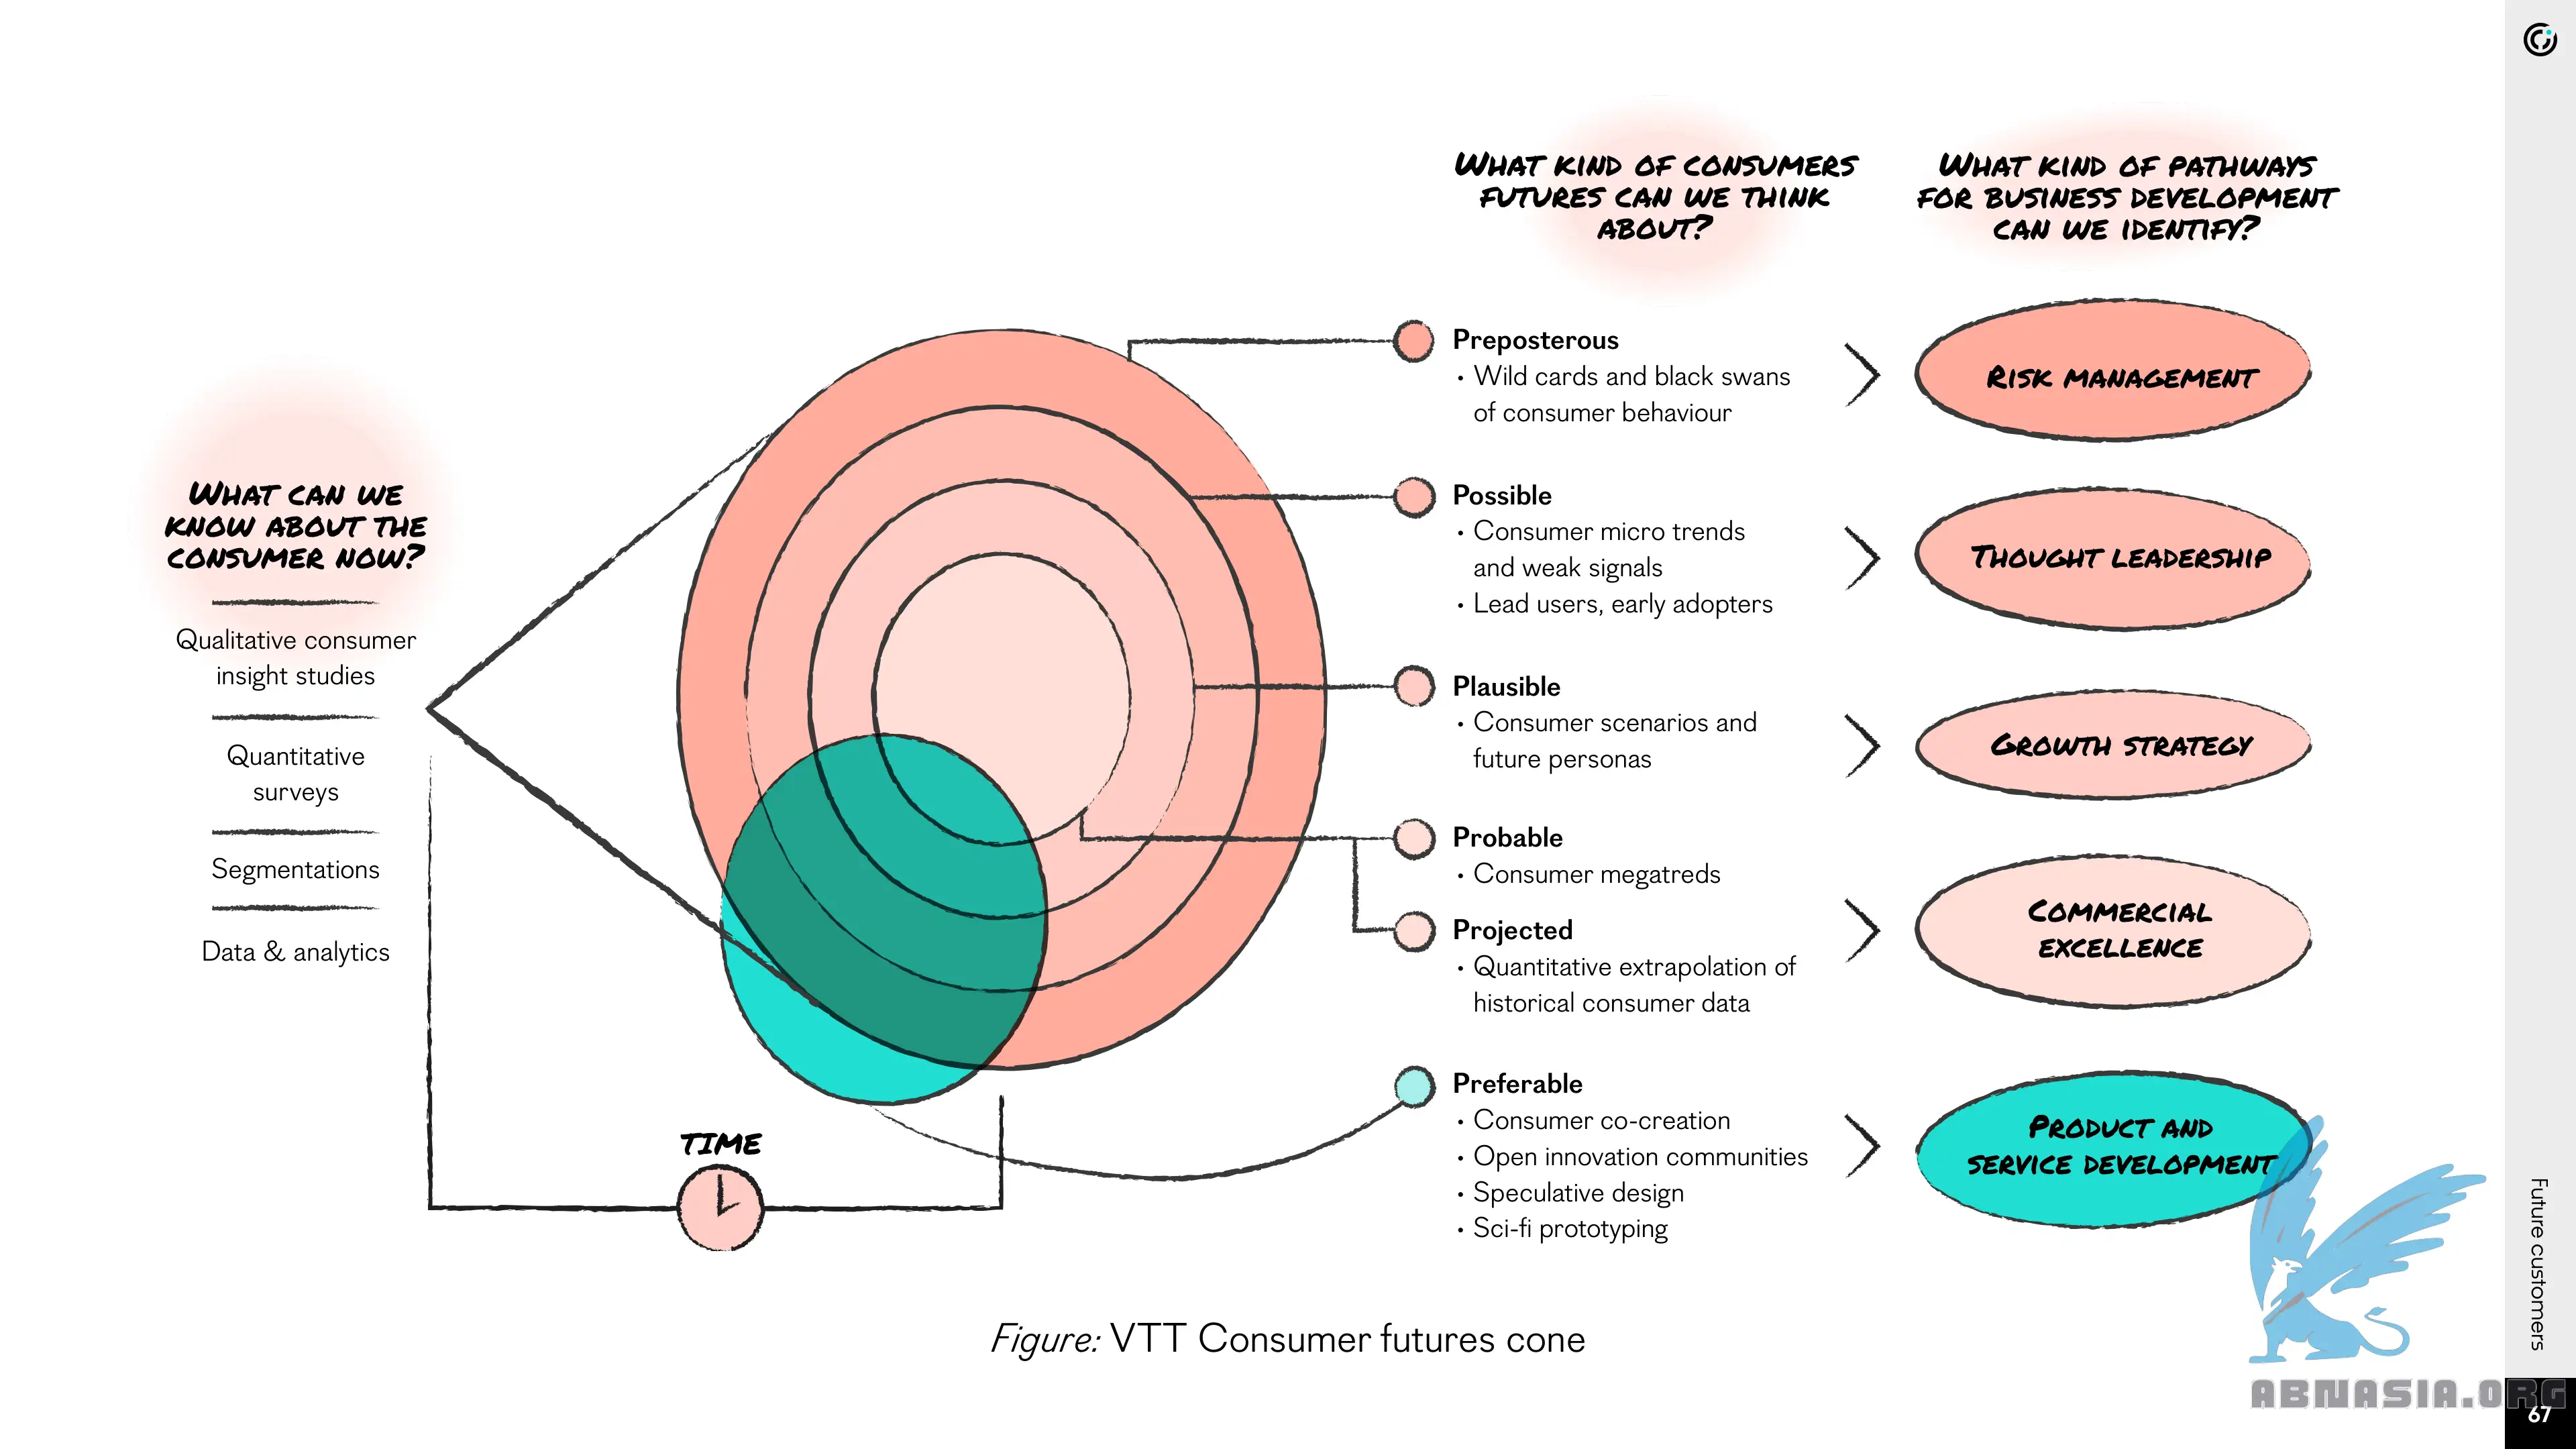 WHAT CAN WE
KNOW ABOUT THE
CONSUMER NOW?
Qualitative consumer
insight studies
Quantitative
surveys
Segmentations
Data & analytics
TIME
WHAT KIND OF CONSUMERS
FUTURES CAN WE THINK
ABOUT?
Preposterous
• Wild cards and black swans
of consumer behaviour
Possible
• Consumer micro trends
and weak signals
• Lead users, early adopters
Plausible
• Consumer scenarios and
future personas
Probable
• Consumer megatreds
Projected
• Quantitative extrapolation of
historical consumer data
Preferable
• Consumer co-creation
• Open innovation communities
• Speculative design
• Sci-fi prototyping
WHAT KIND OF PATHWAYS
FOR BUSINESS DEVELOPMENT
CAN WE IDENTIFY?
RISK MANAGEMENT
THOUGHT LEADERSHIP
GROWTH STRATEGY
COMMERCIAL
EXCELLENCE
PRODUCT AND
SERVICE DEVELOPMENT
Figure: VTT Consumer futures cone
Future customers
ABNASIA.ORG
67